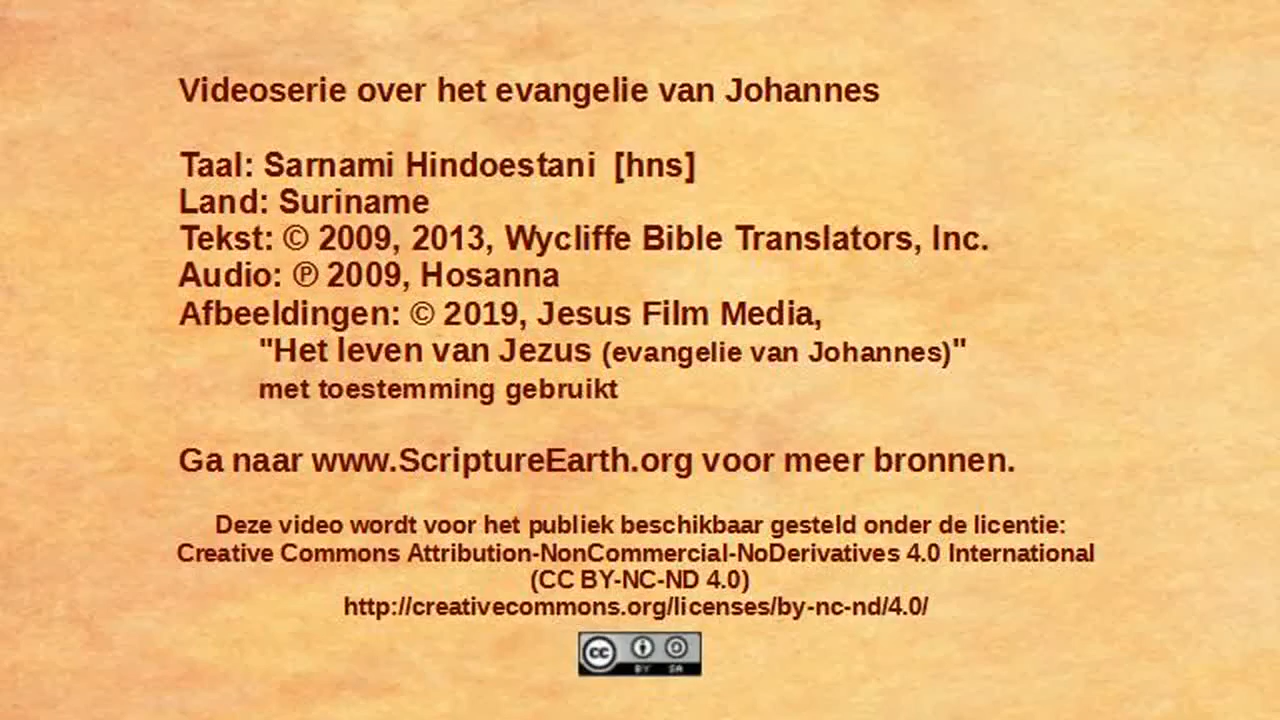 Videoserie over het evangelie van Johannes
Taal: Sarnami Hindoestani [hns]
Land: Suriname
Tekst: © 2009, 2013, Wycliffe Bible Translators, Inc.
Audio: ℗ 2009, Hosanna
Afbeeldingen: © 2019, Jesus Film Media,
"Het leven van Jezus (evangelie van Johannes)"
met toestemming gebruikt
Ga naar www.ScriptureEarth.org voor meer bronnen.
Deze video wordt voor het publiek beschikbaar gesteld onder de licentie:
Creative Commons Attribution-NonCommercial-NoDerivatives 4.0 International
(CC BY-NC-ND 4.0)
http://creativecommons.org/licenses/by-nc-nd/4.0/
cc BY SA